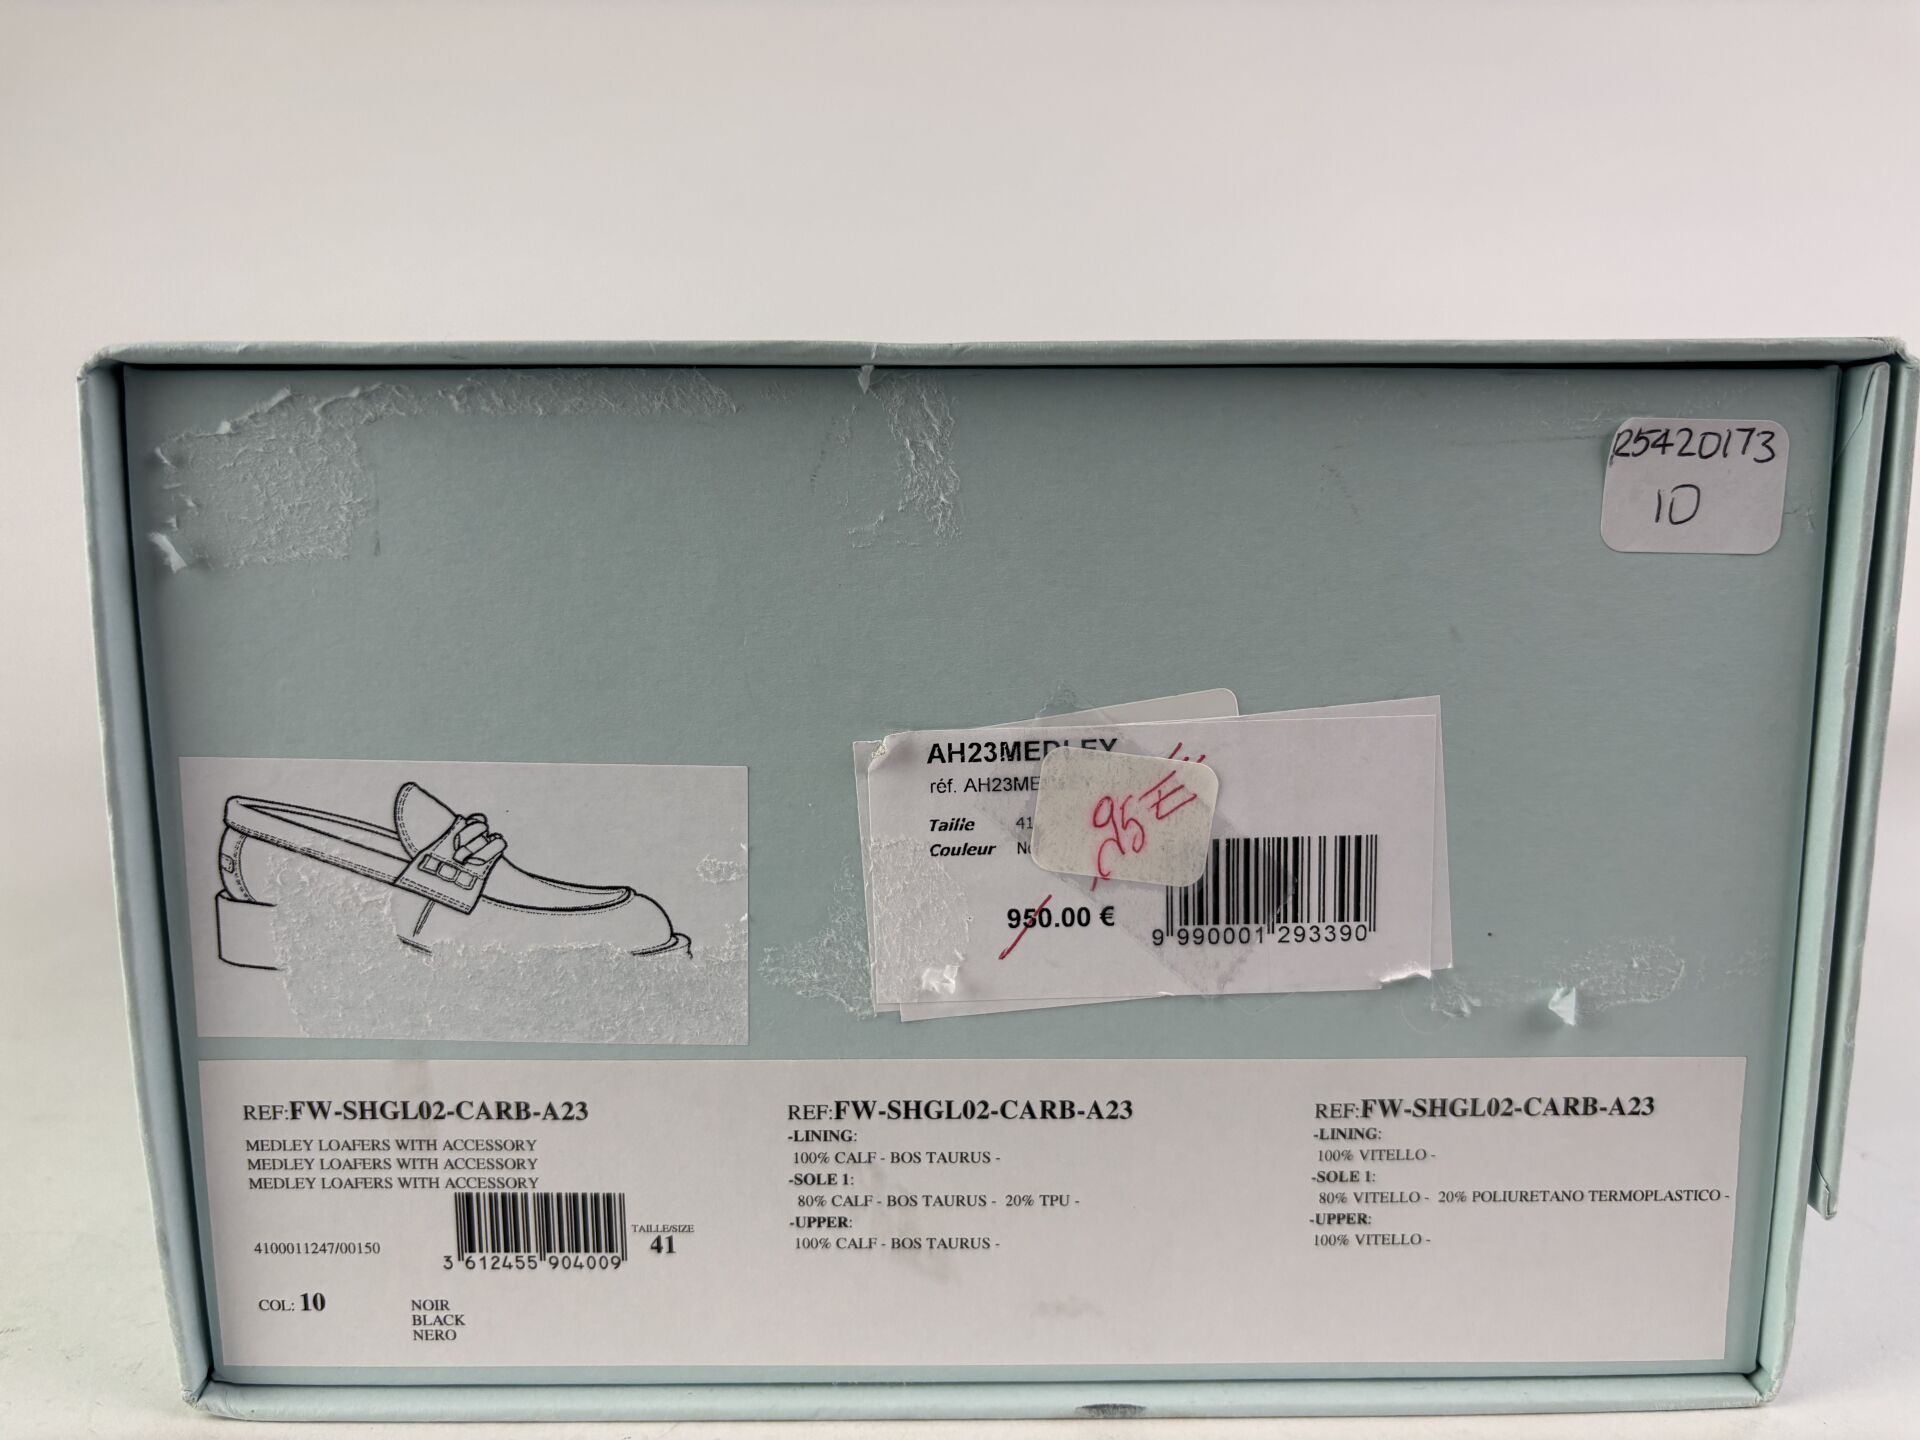 25420173
10
AH23MEDLEY
réf. AH23ME
Taille 41
Couleur
95 €
950.00 €
9 990001 293390
REF:FW-SHGL02-CARB-A23
MEDLEY LOAFERS WITH ACCESSORY
MEDLEY LOAFERS WITH ACCESSORY
MEDLEY LOAFERS WITH ACCESSORY
4100011247/00150
3 612455 904009
TAILLE/SIZE
41
COL: 10
NOIR
BLACK
NERO
REF:FW-SHGL02-CARB-A23
-LINING:
100% CALF - BOS TAURUS -
-SOLE 1:
80% CALF - BOS TAURUS - 20% TPU -
-UPPER:
100% CALF - BOS TAURUS -
REF:FW-SHGL02-CARB-A23
-LINING:
100% VITELLO -
-SOLE 1:
80% VITELLO - 20% POLIURETANO TERMOPLASTICO -
-UPPER:
100% VITELLO -